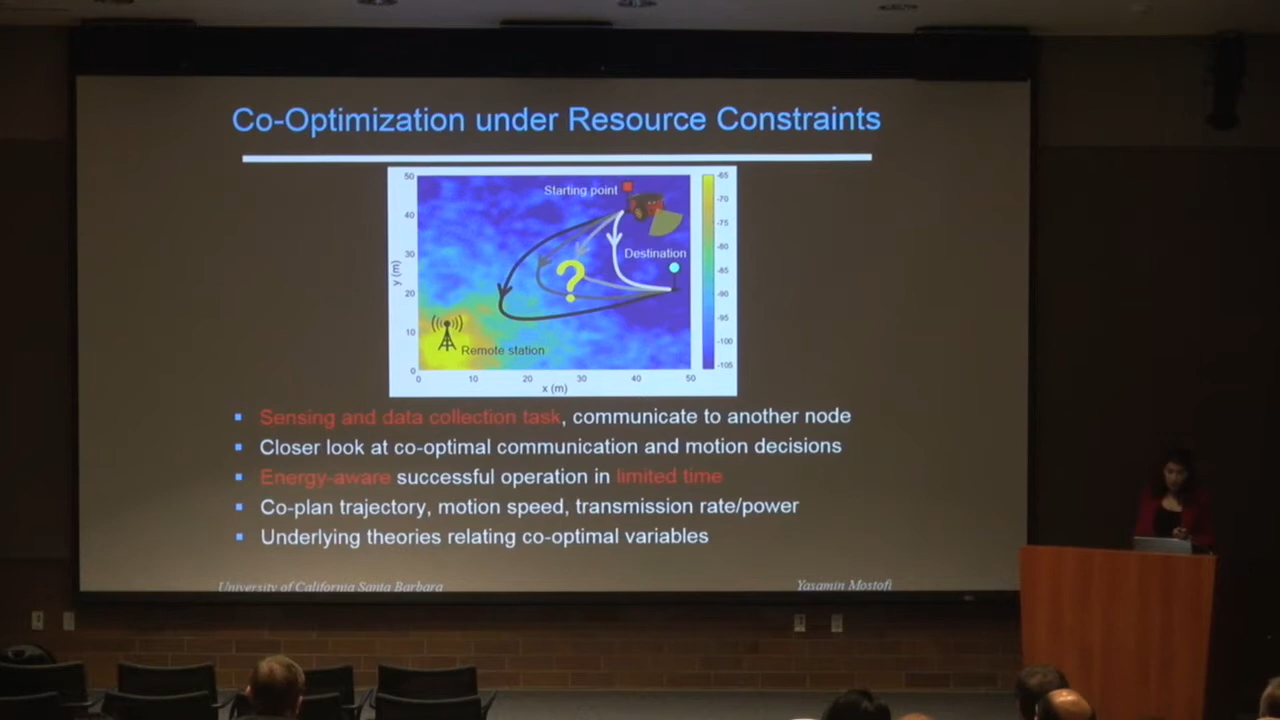 Co-Optimization under Resource Constraints
Starting point
Destination
?
Remote station
50
40
30
20
10
0
y (m)
0
10
20
30
40
50
x (m)
-65
-70
-75
-80
-85
-90
-95
-100
-105
Sensing and data collection task, communicate to another node
Closer look at co-optimal communication and motion decisions
Energy-aware successful operation in limited time
Co-plan trajectory, motion speed, transmission rate/power
Underlying theories relating co-optimal variables
University of California Santa Barbara
Yasamin Mostofi